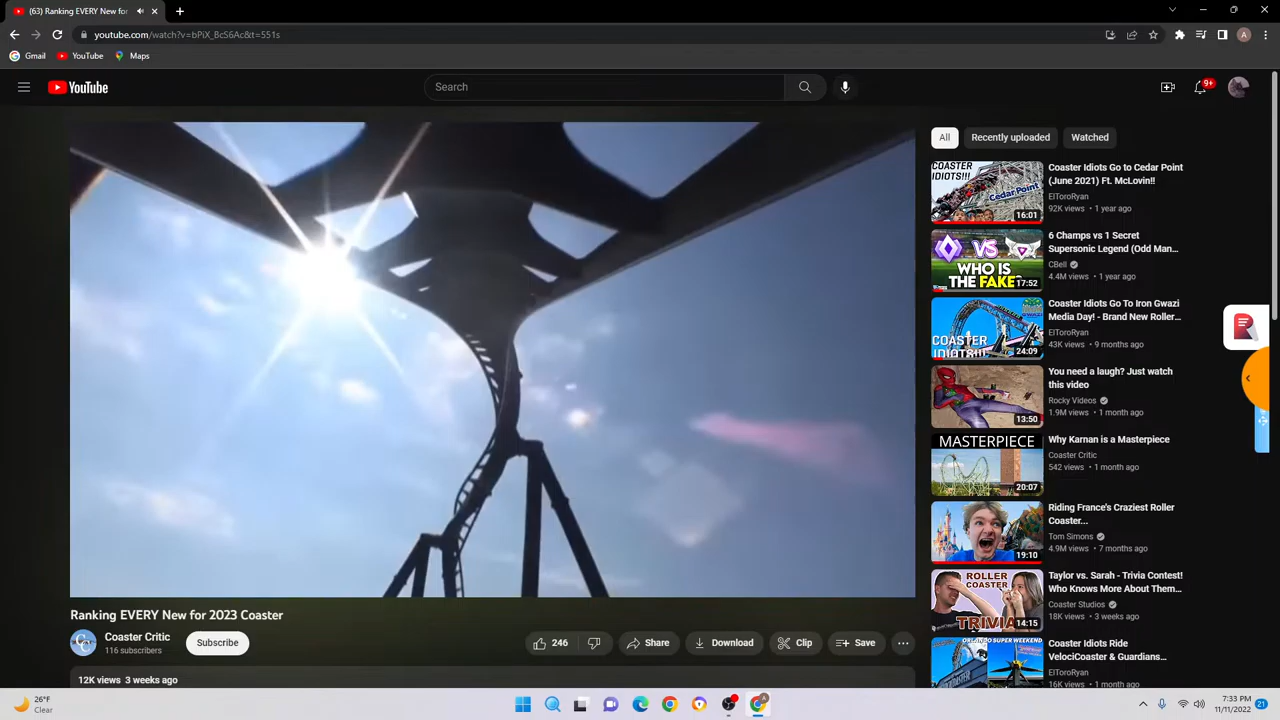 (63) Ranking EVERY New for
youtube.com/watch?v=bPiX_BcS6Ac&t=551s
A
Gmail
YouTube
Maps
YouTube
Search
9+
All
Recently uploaded
Watched
COASTER
IDIOTS!!!
Cedar Point
16:01
Coaster Idiots Go to Cedar Point
(June 2021) Ft. McLovin!!
ElToroRyan
92K views • 1 year ago
VS
WHO IS
THE FAKE?
17:52
6 Champs vs 1 Secret
Supersonic Legend (Odd Man...
CBell
4.4M views • 1 year ago
COASTER
IDIOTS!!!
24:09
Coaster Idiots Go To Iron Gwazi
Media Day! - Brand New Roller...
ElToroRyan
43K views • 9 months ago
13:50
You need a laugh? Just watch
this video
Rocky Videos
1.9M views • 1 month ago
MASTERPIECE
20:07
Why Karnan is a Masterpiece
Coaster Critic
542 views • 1 month ago
19:10
Riding France's Craziest Roller
Coaster...
Tom Simons
4.9M views • 7 months ago
ROLLER
COASTER
TRIVIA
14:15
Taylor vs. Sarah - Trivia Contest!
Who Knows More About Them...
Coaster Studios
18K views • 3 weeks ago
ORLANDO SUPER WEEKEND
Coaster Idiots Ride
VelociCoaster & Guardians...
ElToroRyan
16K views • 1 month ago
Ranking EVERY New for 2023 Coaster
Coaster Critic
116 subscribers
Subscribe
246
Share
Download
Clip
Save
12K views 3 weeks ago
26°F
Clear
7:33 PM
11/11/2022
21